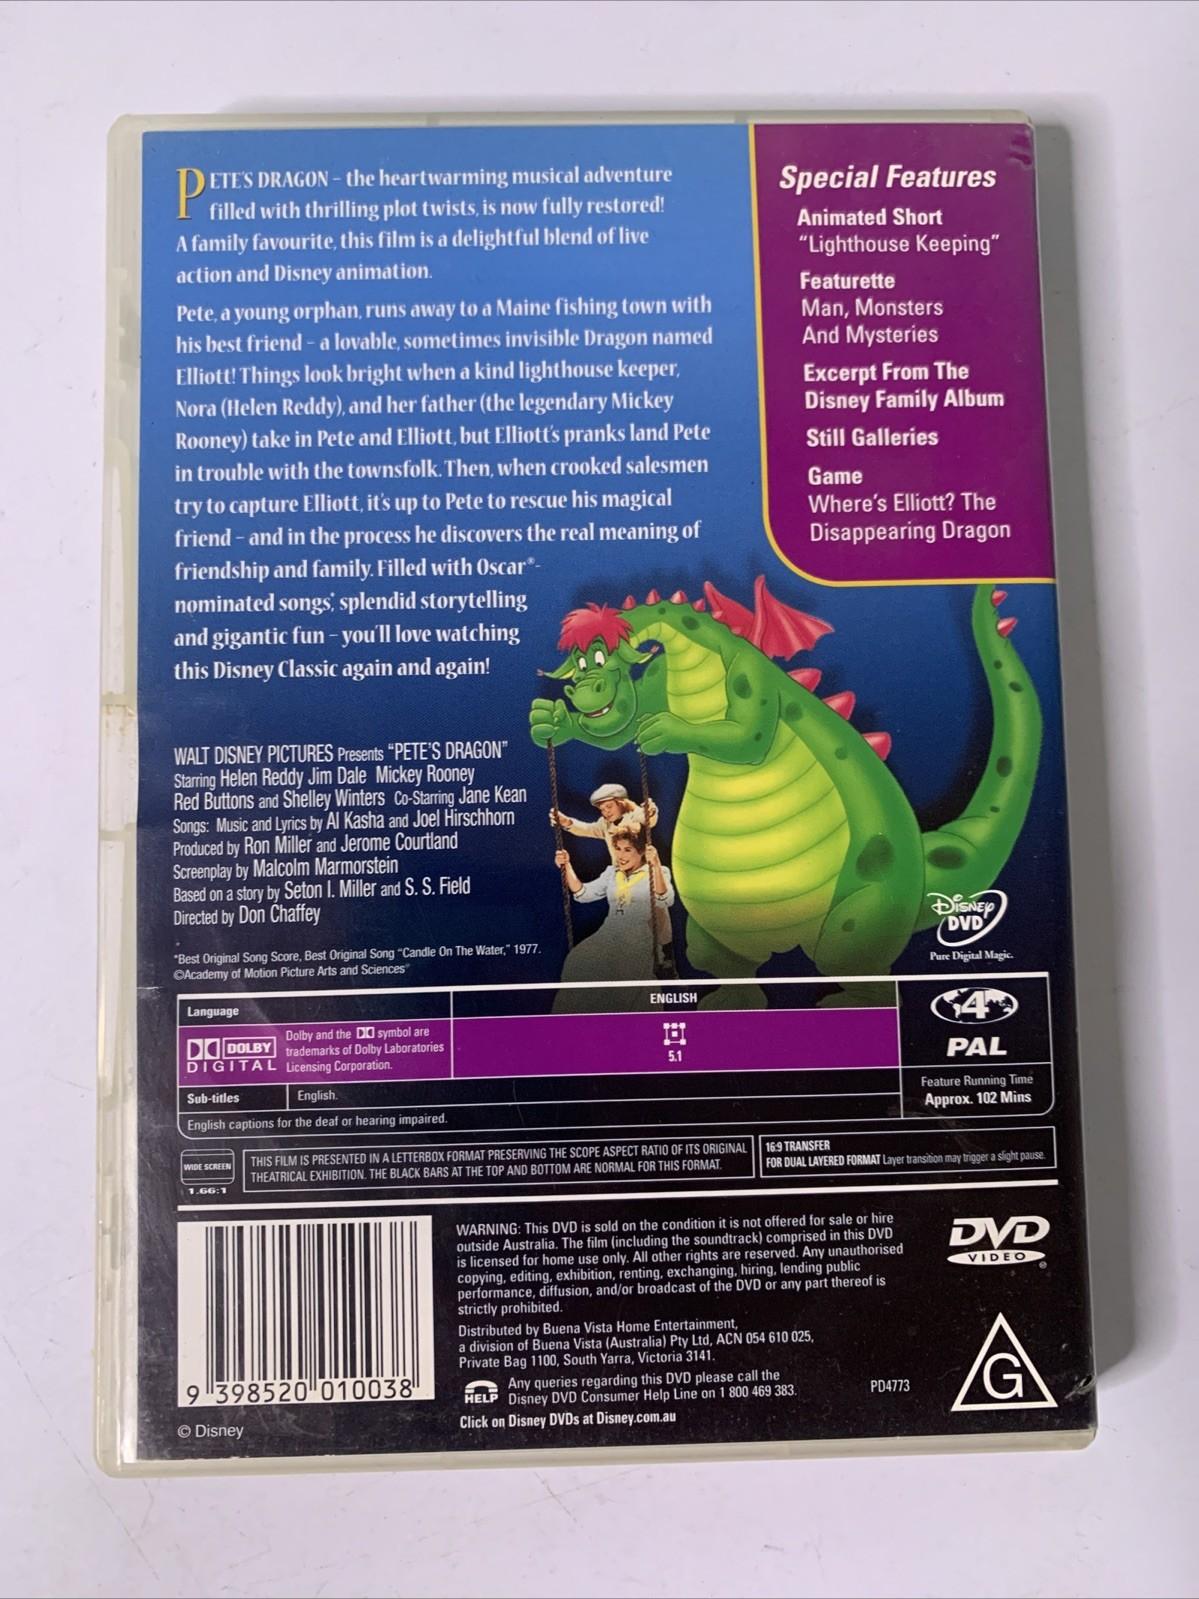 PETE'S DRAGON – the heartwarming musical adventure
filled with thrilling plot twists, is now fully restored!
A family favourite, this film is a delightful blend of live
action and Disney animation.
Pete, a young orphan, runs away to a Maine fishing town with
his best friend – a lovable, sometimes invisible Dragon named
Elliott! Things look bright when a kind lighthouse keeper,
Nora (Helen Reddy), and her father (the legendary Mickey
Rooney) take in Pete and Elliott, but Elliott's pranks land Pete
in trouble with the townsfolk. Then, when crooked salesmen
try to capture Elliott, it's up to Pete to rescue his magical
friend – and in the process he discovers the real meaning of
friendship and family. Filled with Oscar®-
nominated songs,* splendid storytelling
and gigantic fun – you'll love watching
this Disney Classic again and again!
Special Features
Animated Short
"Lighthouse Keeping"
Featurette
Man, Monsters
And Mysteries
Excerpt From The
Disney Family Album
Still Galleries
Game
Where's Elliott? The
Disappearing Dragon
WALT DISNEY PICTURES Presents "PETE'S DRAGON"
Starring Helen Reddy Jim Dale Mickey Rooney
Red Buttons and Shelley Winters Co-Starring Jane Kean
Songs: Music and Lyrics by Al Kasha and Joel Hirschhorn
Produced by Ron Miller and Jerome Courtland
Screenplay by Malcolm Marmorstein
Based on a story by Seton I. Miller and S. S. Field
Directed by Don Chaffey
*Best Original Song Score, Best Original Song "Candle On The Water," 1977.
©Academy of Motion Picture Arts and Sciences®
Disney
DVD
Pure Digital Magic.
Language
ENGLISH
DOLBY
DIGITAL
Dolby and the DD symbol are
trademarks of Dolby Laboratories
Licensing Corporation.
5.1
4
PAL
Sub-titles
English.
English captions for the deaf or hearing impaired.
Feature Running Time
Approx. 102 Mins
WIDE SCREEN
1.66:1
THIS FILM IS PRESENTED IN A LETTERBOX FORMAT PRESERVING THE SCOPE ASPECT RATIO OF ITS ORIGINAL
THEATRICAL EXHIBITION. THE BLACK BARS AT THE TOP AND BOTTOM ARE NORMAL FOR THIS FORMAT.
16:9 TRANSFER
FOR DUAL LAYERED FORMAT Layer transition may trigger a slight pause.
9 398520 010038
© Disney
WARNING: This DVD is sold on the condition it is not offered for sale or hire
outside Australia. The film (including the soundtrack) comprised in this DVD
is licensed for home use only. All other rights are reserved. Any unauthorised
copying, editing, exhibition, renting, exchanging, hiring, lending public
performance, diffusion, and/or broadcast of the DVD or any part thereof is
strictly prohibited.
Distributed by Buena Vista Home Entertainment,
a division of Buena Vista (Australia) Pty Ltd, ACN 054 610 025,
Private Bag 1100, South Yarra, Victoria 3141.
HELP
Any queries regarding this DVD please call the
Disney DVD Consumer Help Line on 1 800 469 383.
Click on Disney DVDs at Disney.com.au
DVD
VIDEO
®
PD4773
G